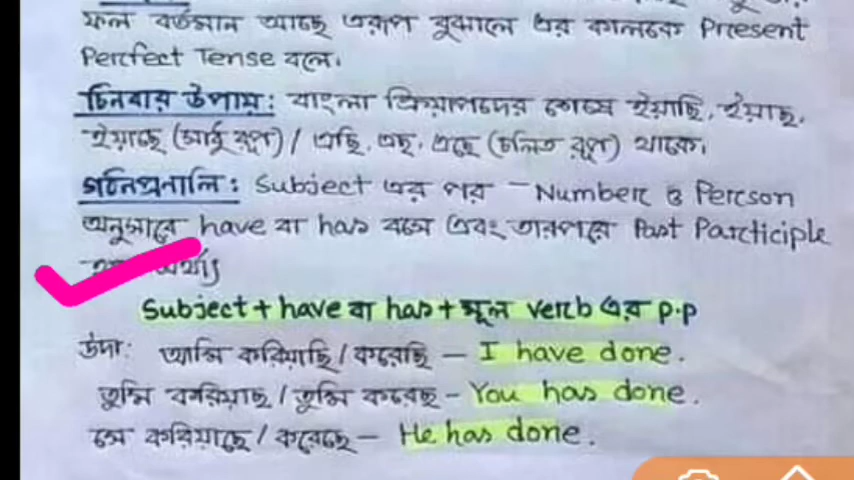 ফল বর্তমান আছে এরূপ বুঝালে এর কালকে Present
Perfect Tense বলে।
চিনবার উপায়: বাংলা ক্রিয়াপদের শেষে ইয়াছি, ইয়াছ,
ইয়াছে (সাধু রূপ) / এছি, এছ, এছে (চলিত রূপ) থাকে।
গঠনপ্রনালি: Subject এর পর - Number ও Person
অনুসারে have বা has বসে এবং তারপরে Past Participle
Subject + have বা has + মূল verb এর p.p
উদা: আমি করিয়াছি / করেছি - I have done.
তুমি করিয়াছ / তুমি করেছ - You has done.
সে করিয়াছে / করেছে - He has done.